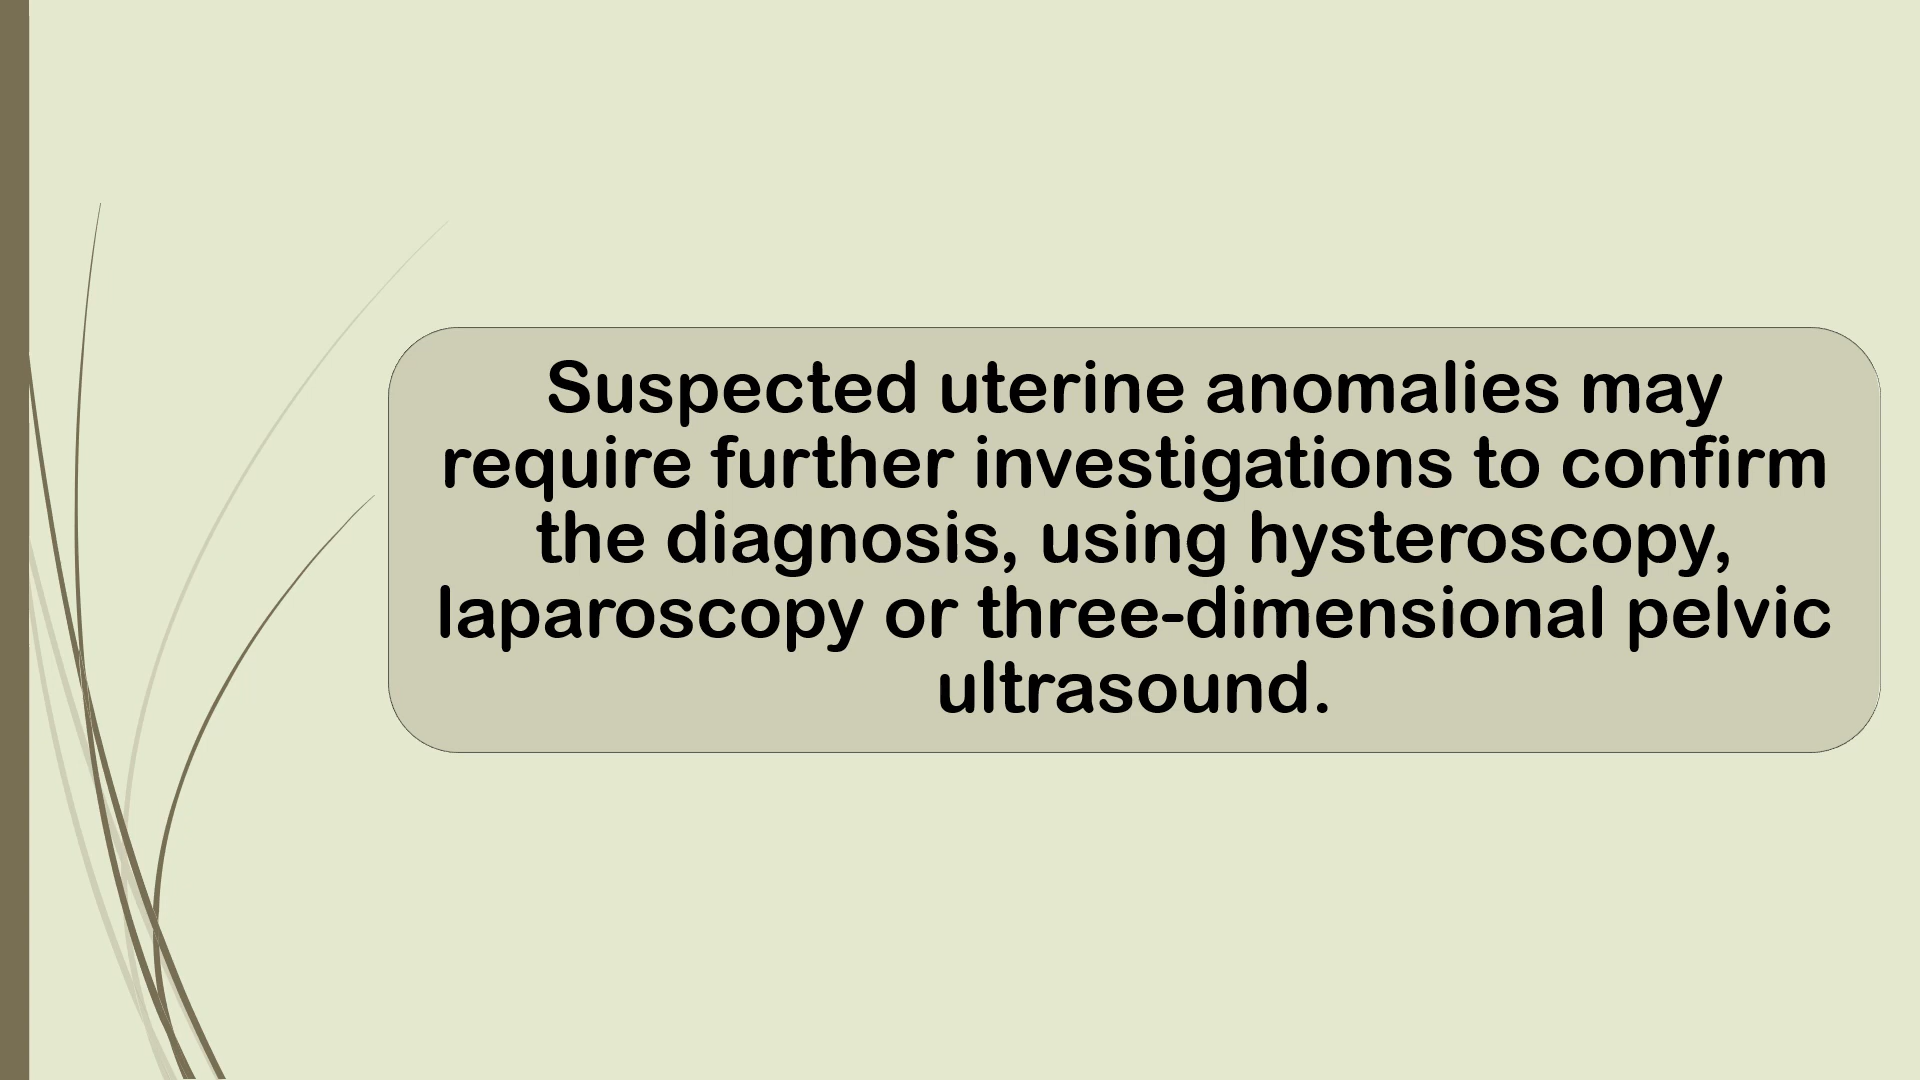 Suspected uterine anomalies may
require further investigations to confirm
the diagnosis, using hysteroscopy,
laparoscopy or three-dimensional pelvic
ultrasound.